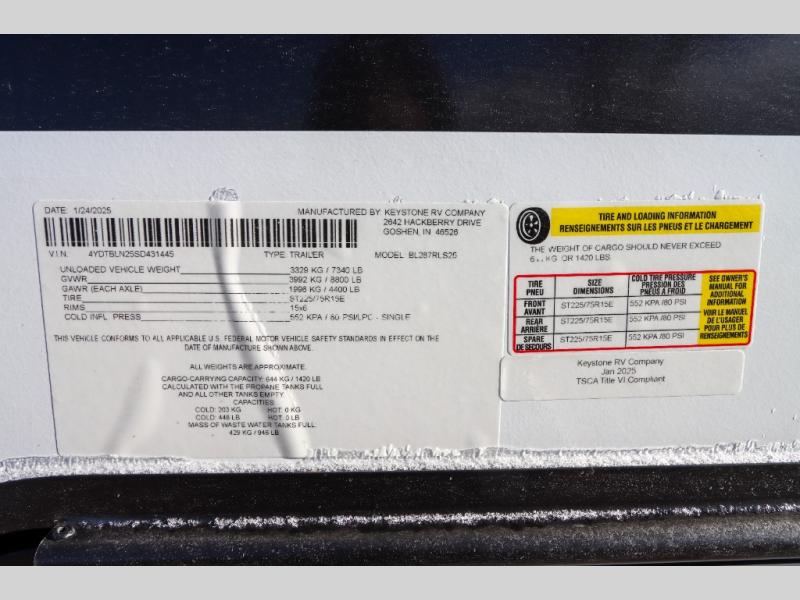 DATE: 1/24/2025
MANUFACTURED BY: KEYSTONE RV COMPANY
2642 HACKBERRY DRIVE
GOSHEN, IN 46526
V.I.N. 4YDTBLN25SD431445 TYPE: TRAILER MODEL BL287RLS25
UNLOADED VEHICLE WEIGHT 3329 KG / 7340 LB
GVWR 3992 KG / 8800 LB
GAWR (EACH AXLE) 1996 KG / 4400 LB
TIRE ST225/75R15E
RIMS 15x6
COLD INFL. PRESS 552 KPA / 80 PSI/LPC - SINGLE
THIS VEHICLE CONFORMS TO ALL APPLICABLE U.S. FEDERAL MOTOR VEHICLE SAFETY STANDARDS IN EFFECT ON THE
DATE OF MANUFACTURE SHOWN ABOVE.
ALL WEIGHTS ARE APPROXIMATE.
CARGO-CARRYING CAPACITY: 644 KG / 1420 LB
CALCULATED WITH THE PROPANE TANKS FULL
AND ALL OTHER TANKS EMPTY
CAPACITIES
COLD: 203 KG HOT: 0 KG
COLD: 448 LB HOT: 0 LB
MASS OF WASTE WATER TANKS FULL:
429 KG / 946 LB
TIRE AND LOADING INFORMATION
RENSEIGNEMENTS SUR LES PNEUS ET LE CHARGEMENT
THE WEIGHT OF CARGO SHOULD NEVER EXCEED
KG OR 1420 LBS.
TIRE
PNEU
SIZE
DIMENSIONS
COLD TIRE PRESSURE
PRESSION DES
PNEUS A FROID
FRONT
AVANT
ST225/75R15E 552 KPA /80 PSI
REAR
ARRIÈRE
ST225/75R15E 552 KPA /80 PSI
SPARE
DE SECOURS
ST225/75R15E 552 KPA /80 PSI
SEE OWNER'S
MANUAL FOR
ADDITIONAL
INFORMATION
VOIR LE MANUEL
DE L'USAGER
POUR PLUS DE
RENSEIGNEMENTS
Keystone RV Company
Jan 2025
TSCA Title VI Compliant